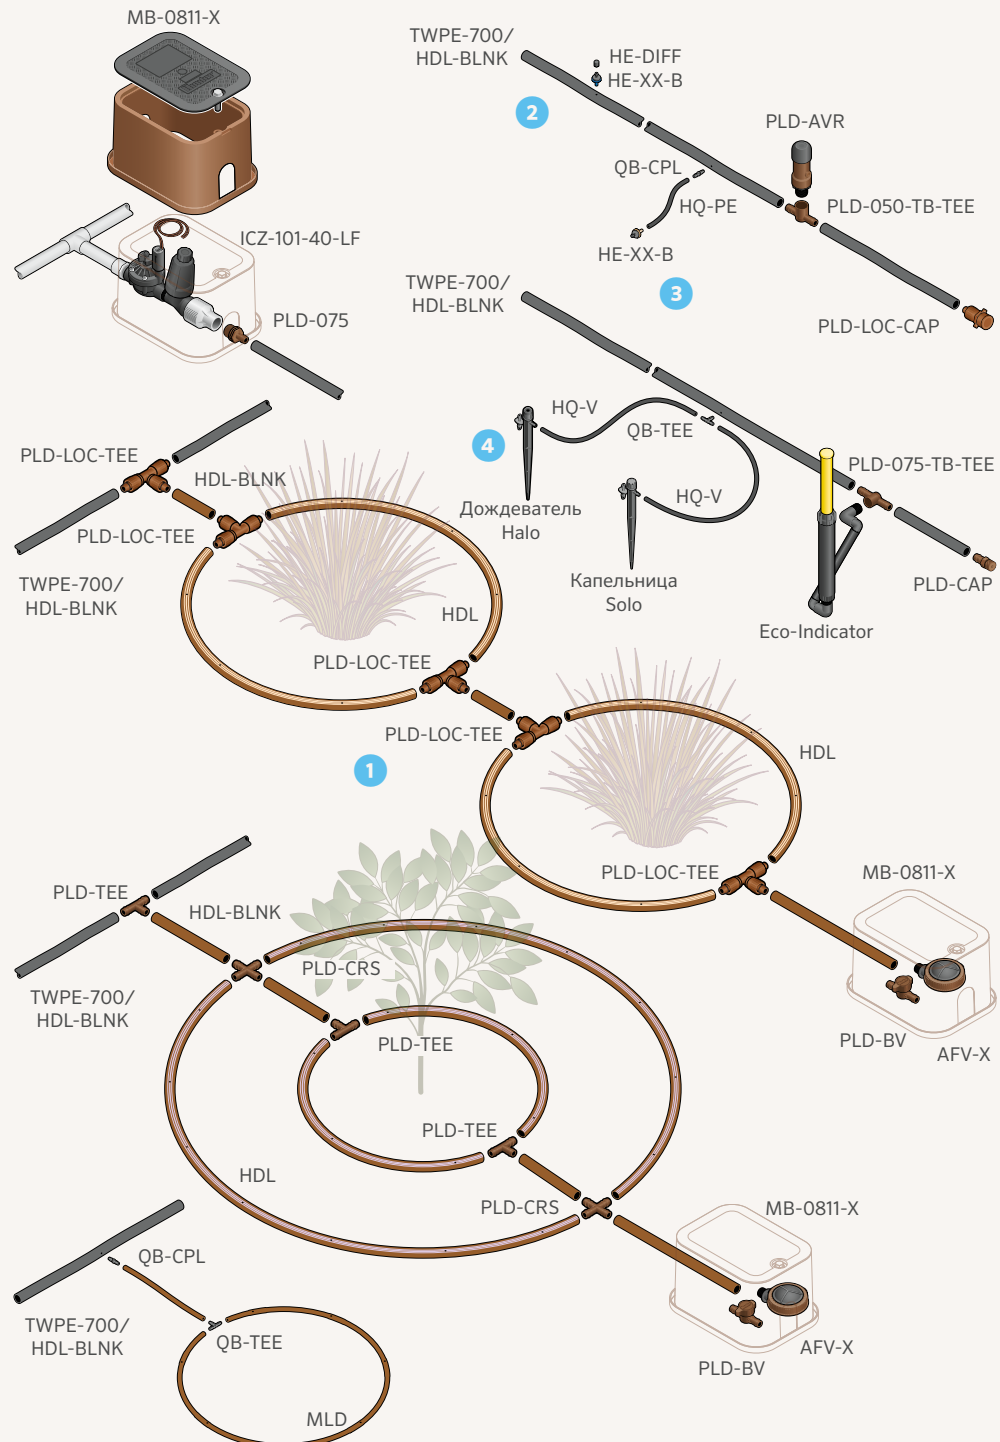 MB-0811-X
TWPE-700/
HDL-BLNK
HE-DIFF
HE-XX-B
2
PLD-AVR
QB-CPL
HQ-PE
PLD-050-TB-TEE
HE-XX-B
ICZ-101-40-LF
TWPE-700/
HDL-BLNK
3
PLD-075
PLD-LOC-CAP
HQ-V
QB-TEE
4
PLD-LOC-TEE
HDL-BLNK
PLD-075-TB-TEE
HQ-V
Дождеватель
Halo
PLD-LOC-TEE
Капельница
Solo
PLD-CAP
TWPE-700/
HDL-BLNK
HDL
Eco-Indicator
PLD-LOC-TEE
PLD-LOC-TEE
HDL
1
PLD-LOC-TEE
MB-0811-X
PLD-TEE
HDL-BLNK
PLD-CRS
TWPE-700/
HDL-BLNK
PLD-TEE
PLD-BV
AFV-X
PLD-TEE
HDL
PLD-CRS
MB-0811-X
QB-CPL
TWPE-700/
HDL-BLNK
QB-TEE
AFV-X
PLD-BV
MLD